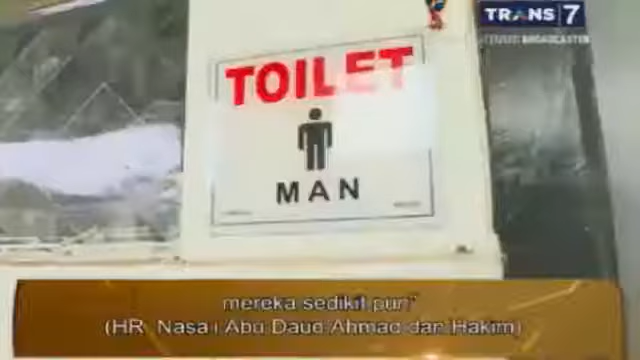 TRANS 7
TOILET
MAN
mereka sedikit pun"
(HR. Nasa'i Abu Daud Ahmad dan Hakim)